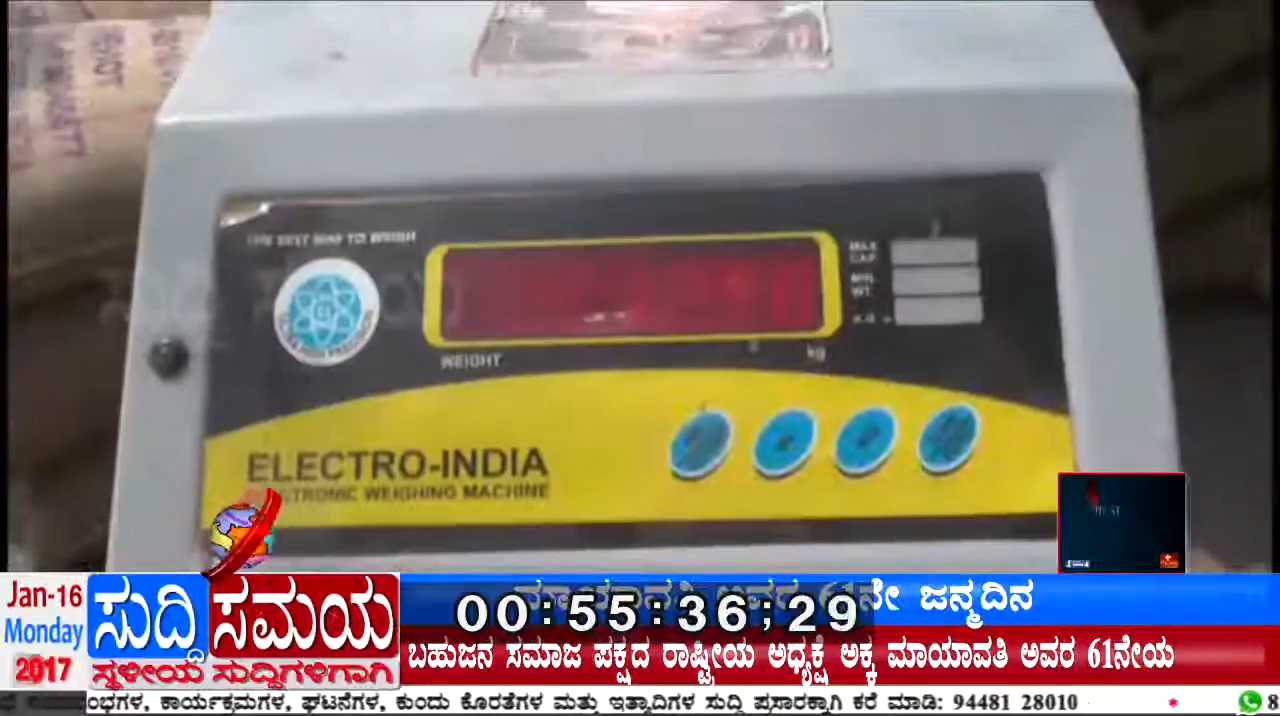 THE BEST WAY TO WEIGH
MAX
CAP
MIN
WT
WEIGHT
kg
ELECTRO-INDIA
ELECTRONIC WEIGHING MACHINE
Jan-16
Monday
2017
ಸುದ್ದಿ ಸಮಯ
ಸ್ಥಳೀಯ ಸುದ್ದಿಗಳಿಗಾಗಿ
61ನೇ ಜನ್ಮದಿನ
00:55:36;29
ಬಹುಜನ ಸಮಾಜ ಪಕ್ಷದ ರಾಷ್ಟ್ರೀಯ ಅಧ್ಯಕ್ಷೆ ಅಕ್ಕ ಮಾಯಾವತಿ ಅವರ 61ನೇಯ
ಕಾರ್ಯಕ್ರಮಗಳ, ಘಟನೆಗಳ, ಕುಂದು ಕೊರತೆಗಳ ಮತ್ತು ಇತ್ಯಾದಿಗಳ ಸುದ್ದಿ ಪ್ರಸಾರಕ್ಕಾಗಿ ಕರೆ ಮಾಡಿ: 94481 28010 * 8